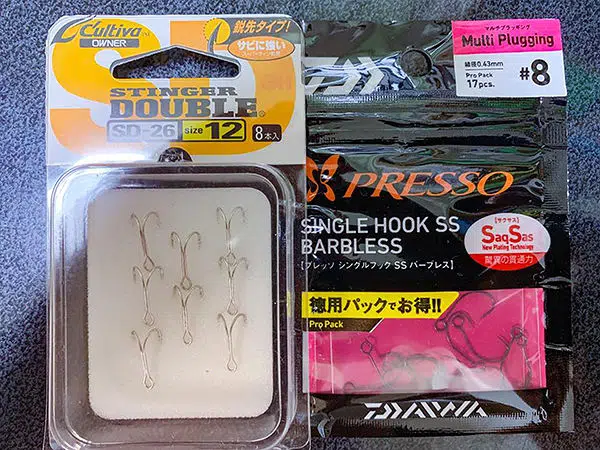 Cultiva
OWNER
鋭先タイプ!
サビに強い
STINGER
DOUBLE
SD-26 size 12 8本入
マルチプラッギング
Multi Plugging
線径0.43mm
Pro Pack
17pcs.
#8
PRESSO
SINGLE HOOK SS
BARBLESS
【プレッソ シングルフック SS バーブレス】
【サクサス】
SaqSas
New Plating Technology
驚異の貫通力
徳用パックでお得!!
Pro Pack
DAIWA